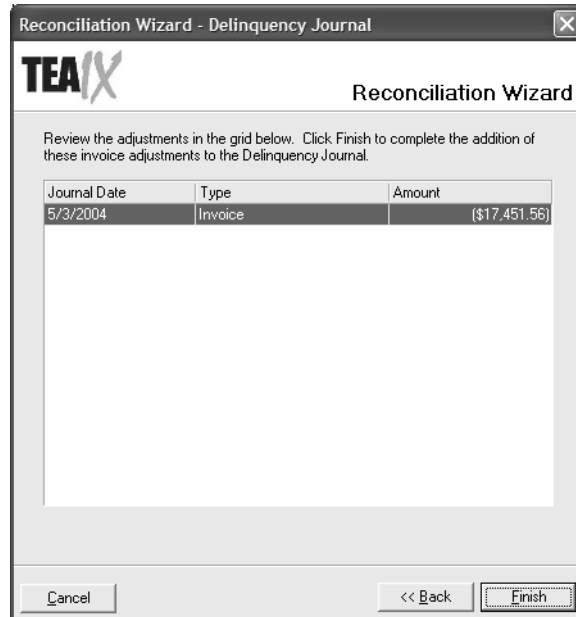 Reconciliation Wizard - Delinquency Journal
TEAfX
Reconciliation Wizard
Review the adjustments in the grid below. Click Finish to complete the addition of
these invoice adjustments to the Delinquency Journal.
Journal Date Type Amount
5/3/2004 Invoice ($17,451.56)
Cancel << Back Finish